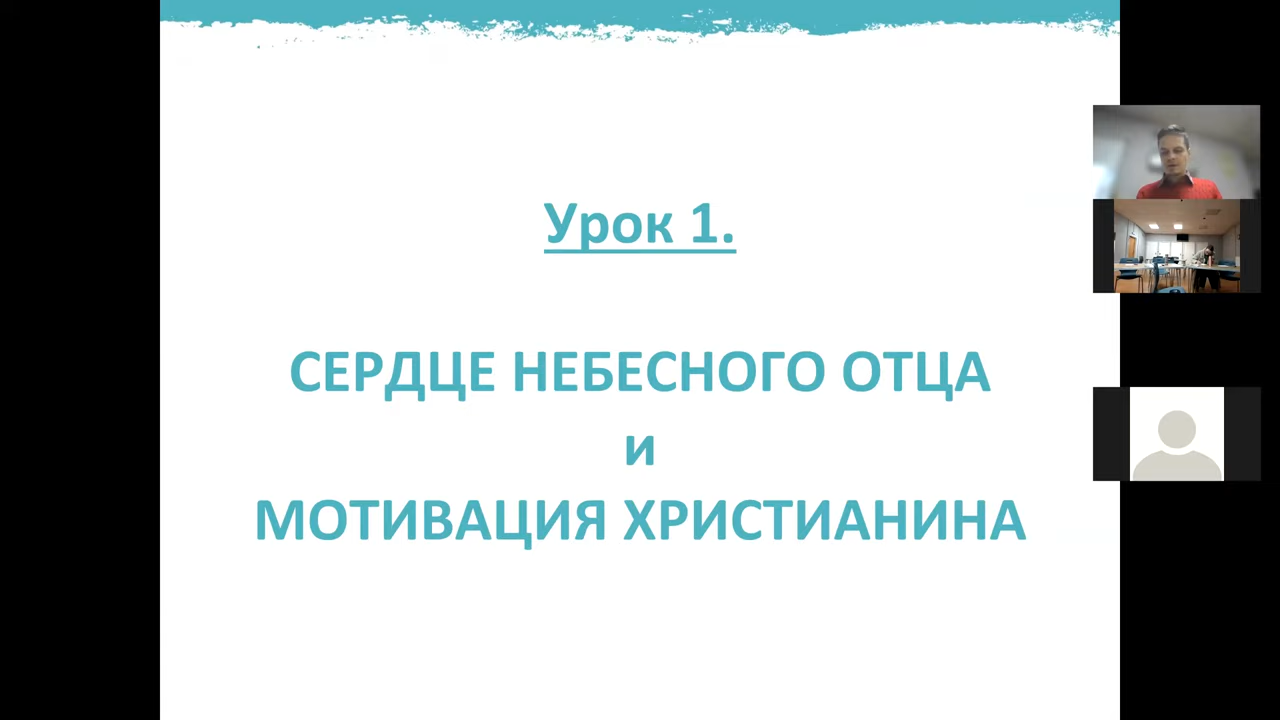 Урок 1.
СЕРДЦЕ НЕБЕСНОГО ОТЦА
и
МОТИВАЦИЯ ХРИСТИАНИНА